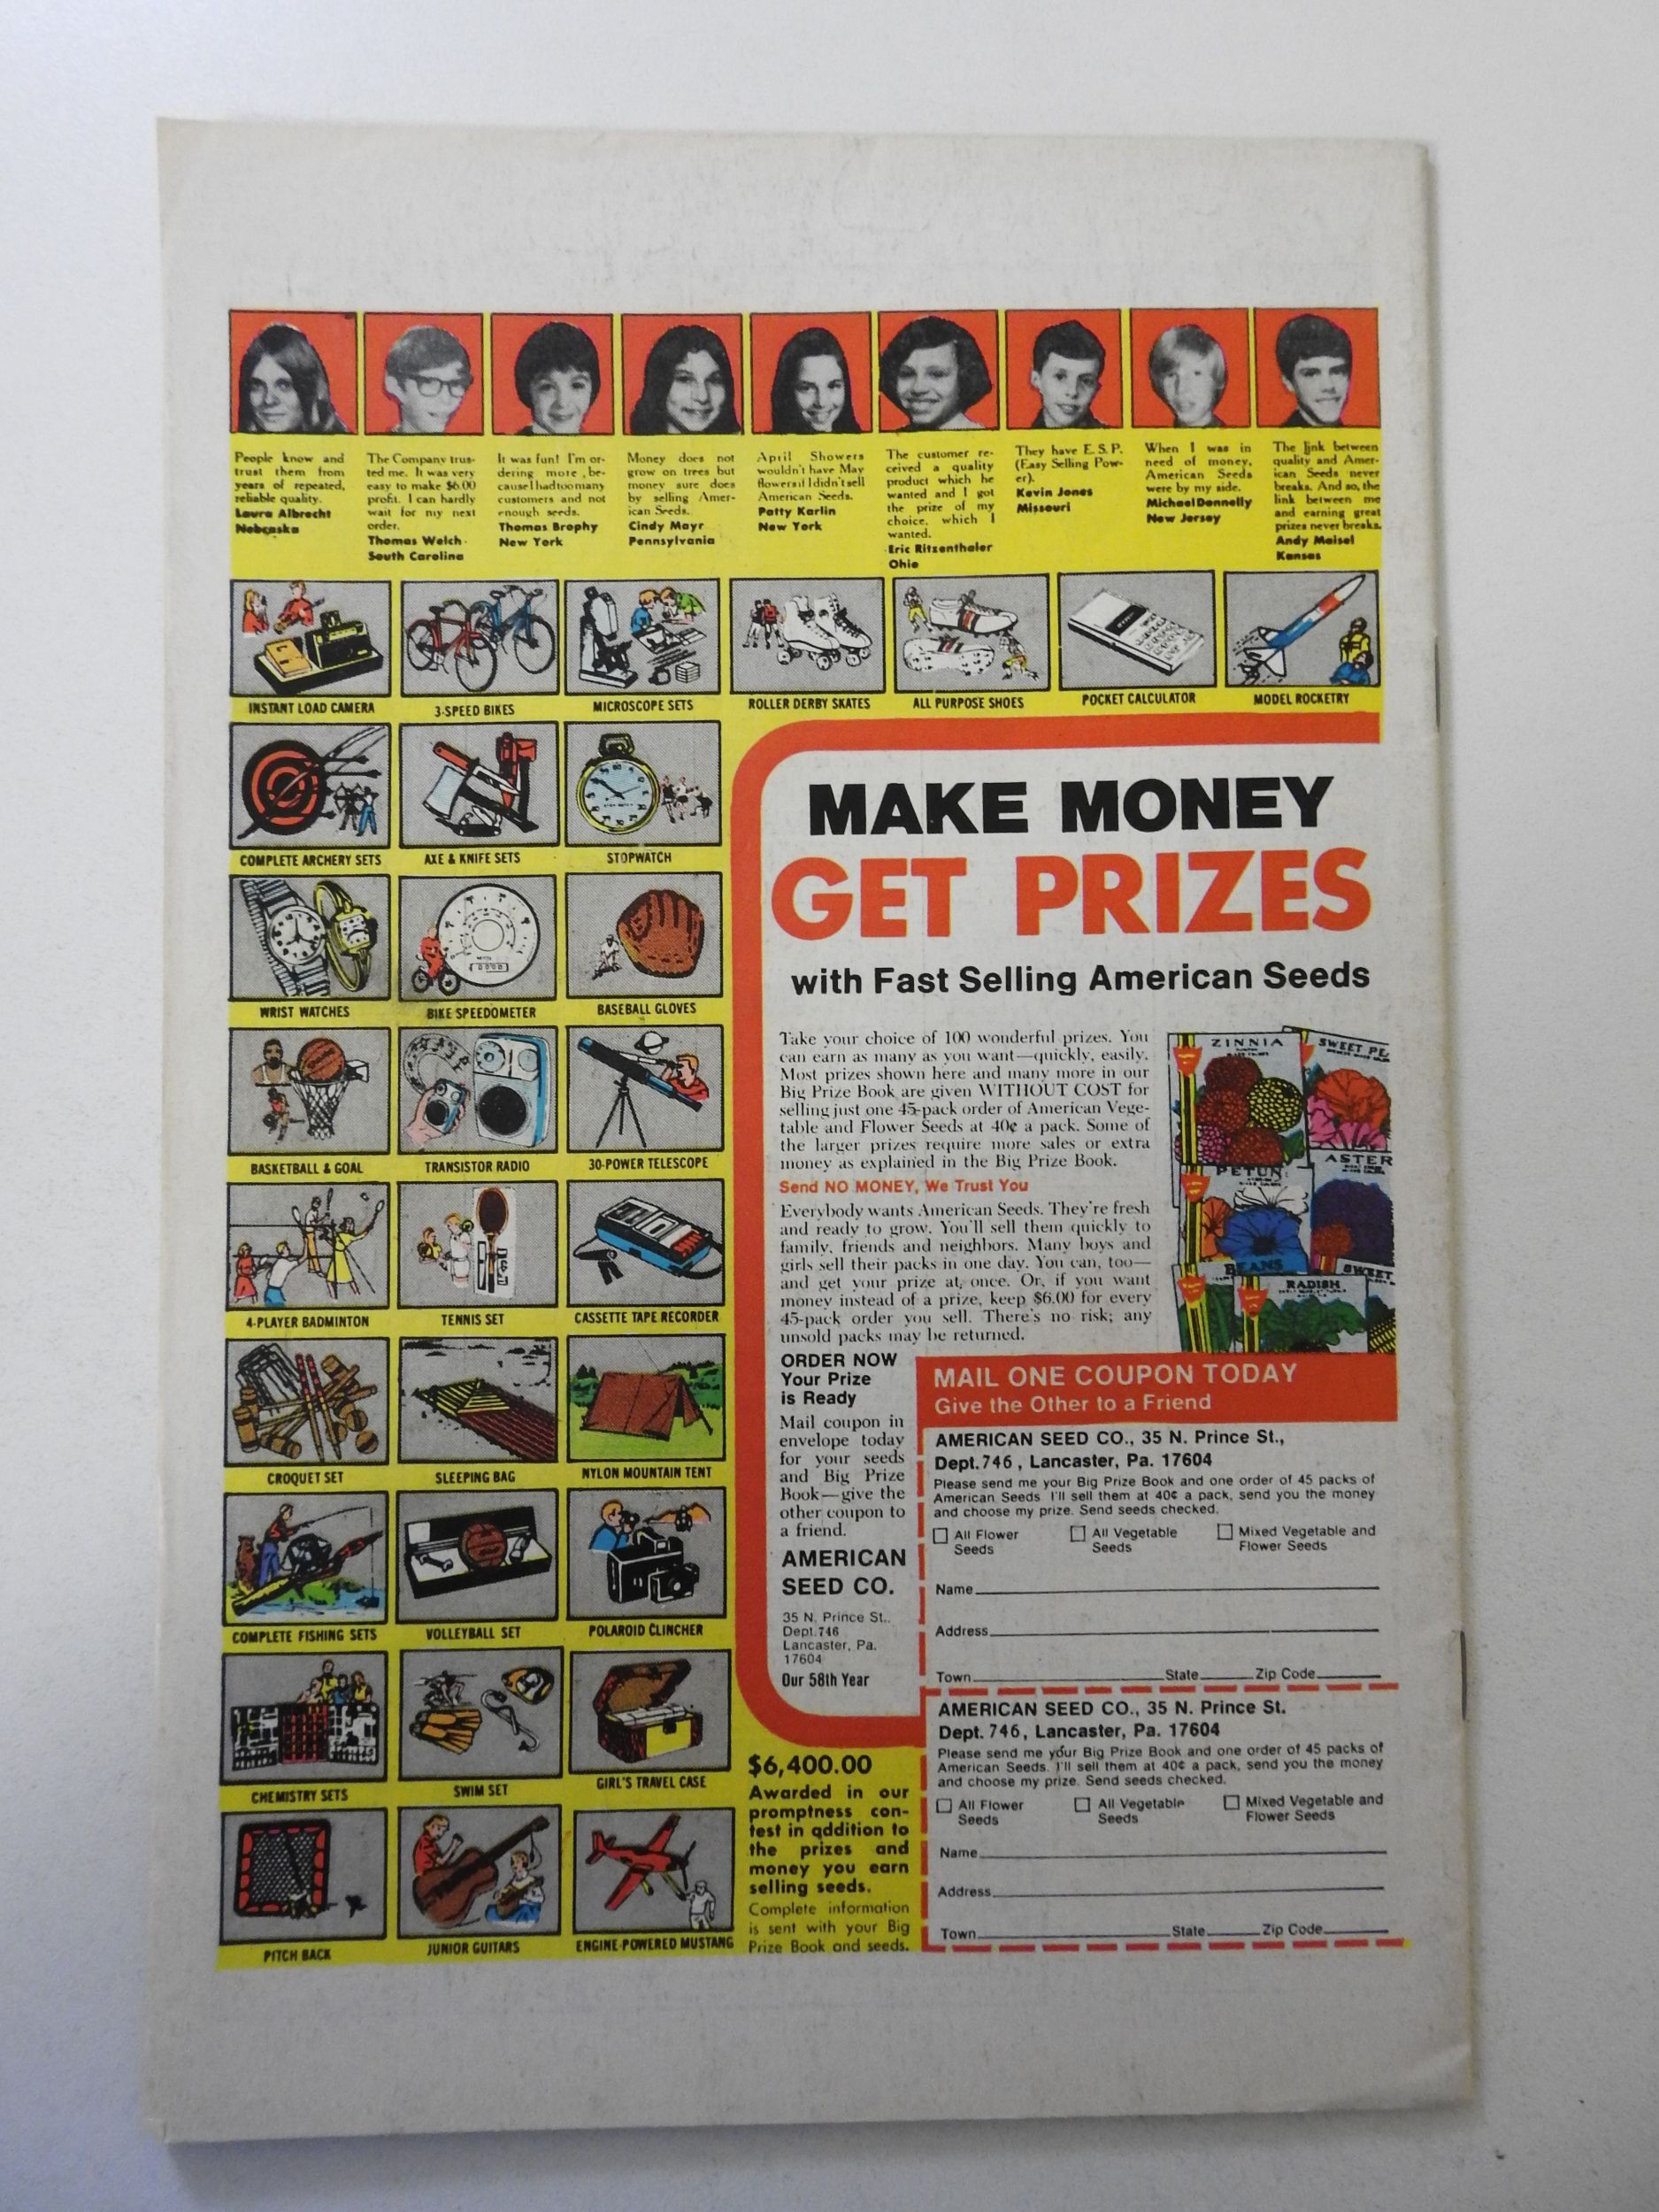 People know and
trust them from
years of repeated,
reliable quality.
Laura Albrecht
Nebraska
The Company trus-
ted me. It was very
easy to make $6.00
profit. I can hardly
wait for my next
order.
Thomas Welch
South Carolina
It was fun! I'm or-
dering more, be-
cause I had too many
customers and not
enough seeds.
Thomas Brophy
New York
Money does not
grow on trees but
money sure does
by selling Amer-
ican Seeds.
Cindy Mayr
Pennsylvania
April Showers
wouldn't have May
flowers if I didn't sell
American Seeds.
Patty Karlin
New York
The customer re-
ceived a quality
product which he
wanted and I got
the prize of my
choice, which I
wanted.
Eric Ritzenthaler
Ohio
They have E.S.P.
(Easy Selling Pow-
er).
Kevin Jones
Missouri
When I was in
need of money,
American Seeds
were by my side.
Michael Donnelly
New Jersey
The link between
quality and Amer-
ican Seeds never
breaks. And so, the
link between me
and earning great
prizes never breaks.
Andy Meisel
Kansas
INSTANT LOAD CAMERA
3-SPEED BIKES
MICROSCOPE SETS
ROLLER DERBY SKATES
ALL PURPOSE SHOES
POCKET CALCULATOR
MODEL ROCKETRY
COMPLETE ARCHERY SETS
AXE & KNIFE SETS
STOPWATCH
WRIST WATCHES
BIKE SPEEDOMETER
BASEBALL GLOVES
BASKETBALL & GOAL
TRANSISTOR RADIO
30-POWER TELESCOPE
4-PLAYER BADMINTON
TENNIS SET
CASSETTE TAPE RECORDER
CROQUET SET
SLEEPING BAG
NYLON MOUNTAIN TENT
COMPLETE FISHING SETS
VOLLEYBALL SET
POLAROID CLINCHER
CHEMISTRY SETS
SWIM SET
GIRL'S TRAVEL CASE
PITCH BACK
JUNIOR GUITARS
ENGINE-POWERED MUSTANG
MAKE MONEY
GET PRIZES
with Fast Selling American Seeds
Take your choice of 100 wonderful prizes. You
can earn as many as you want—quickly, easily.
Most prizes shown here and many more in our
Big Prize Book are given WITHOUT COST for
selling just one 45-pack order of American Vege-
table and Flower Seeds at 40¢ a pack. Some of
the larger prizes require more sales or extra
money as explained in the Big Prize Book.
Send NO MONEY, We Trust You
Everybody wants American Seeds. They're fresh
and ready to grow. You'll sell them quickly to
family, friends and neighbors. Many boys and
girls sell their packs in one day. You can, too—
and get your prize at once. Or, if you want
money instead of a prize, keep $6.00 for every
45-pack order you sell. There's no risk; any
unsold packs may be returned.
ZINNIA
SWEET PE
PETUN
ASTER
BEANS
RADISH
SWEET
ORDER NOW
Your Prize
is Ready
Mail coupon in
envelope today
for your seeds
and Big Prize
Book—give the
other coupon to
a friend.
AMERICAN
SEED CO.
35 N. Prince St.,
Dept. 746
Lancaster, Pa.
17604
Our 58th Year
MAIL ONE COUPON TODAY
Give the Other to a Friend
AMERICAN SEED CO., 35 N. Prince St.,
Dept. 746, Lancaster, Pa. 17604
Please send me your Big Prize Book and one order of 45 packs of
American Seeds. I'll sell them at 40¢ a pack, send you the money
and choose my prize. Send seeds checked.
All Flower Seeds
All Vegetable Seeds
Mixed Vegetable and Flower Seeds
Name
Address
Town State Zip Code
AMERICAN SEED CO., 35 N. Prince St.
Dept. 746, Lancaster, Pa. 17604
Please send me your Big Prize Book and one order of 45 packs of
American Seeds. I'll sell them at 40¢ a pack, send you the money
and choose my prize. Send seeds checked.
All Flower Seeds
All Vegetable Seeds
Mixed Vegetable and Flower Seeds
Name
Address
Town State Zip Code
$6,400.00
Awarded in our
promptness con-
test in addition to
the prizes and
money you earn
selling seeds.
Complete information
is sent with your Big
Prize Book and seeds.